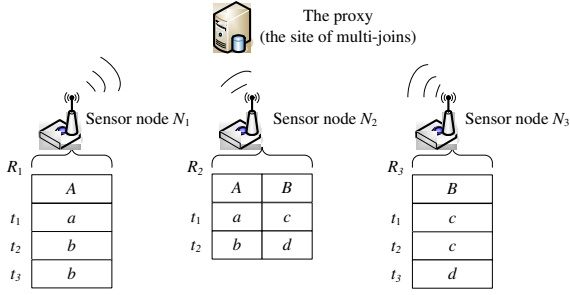 The proxy
(the site of multi-joins)
Sensor node N1
Sensor node N2
Sensor node N3
R1
A
t1 a
t2 b
t3 b
R2
A B
t1 a c
t2 b d
R3
B
t1 c
t2 c
t3 d